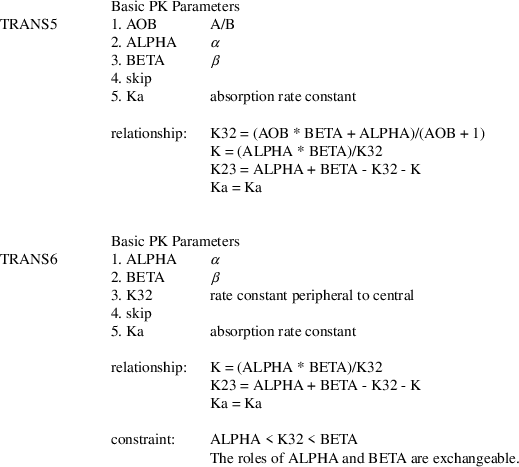 Basic PK Parameters
TRANS5 1. AOB A/B
2. ALPHA α
3. BETA β
4. skip
5. Ka absorption rate constant
relationship: K32 = (AOB * BETA + ALPHA)/(AOB + 1)
K = (ALPHA * BETA)/K32
K23 = ALPHA + BETA - K32 - K
Ka = Ka
Basic PK Parameters
TRANS6 1. ALPHA α
2. BETA β
3. K32 rate constant peripheral to central
4. skip
5. Ka absorption rate constant
relationship: K = (ALPHA * BETA)/K32
K23 = ALPHA + BETA - K32 - K
Ka = Ka
constraint: ALPHA < K32 < BETA
The roles of ALPHA and BETA are exchangeable.